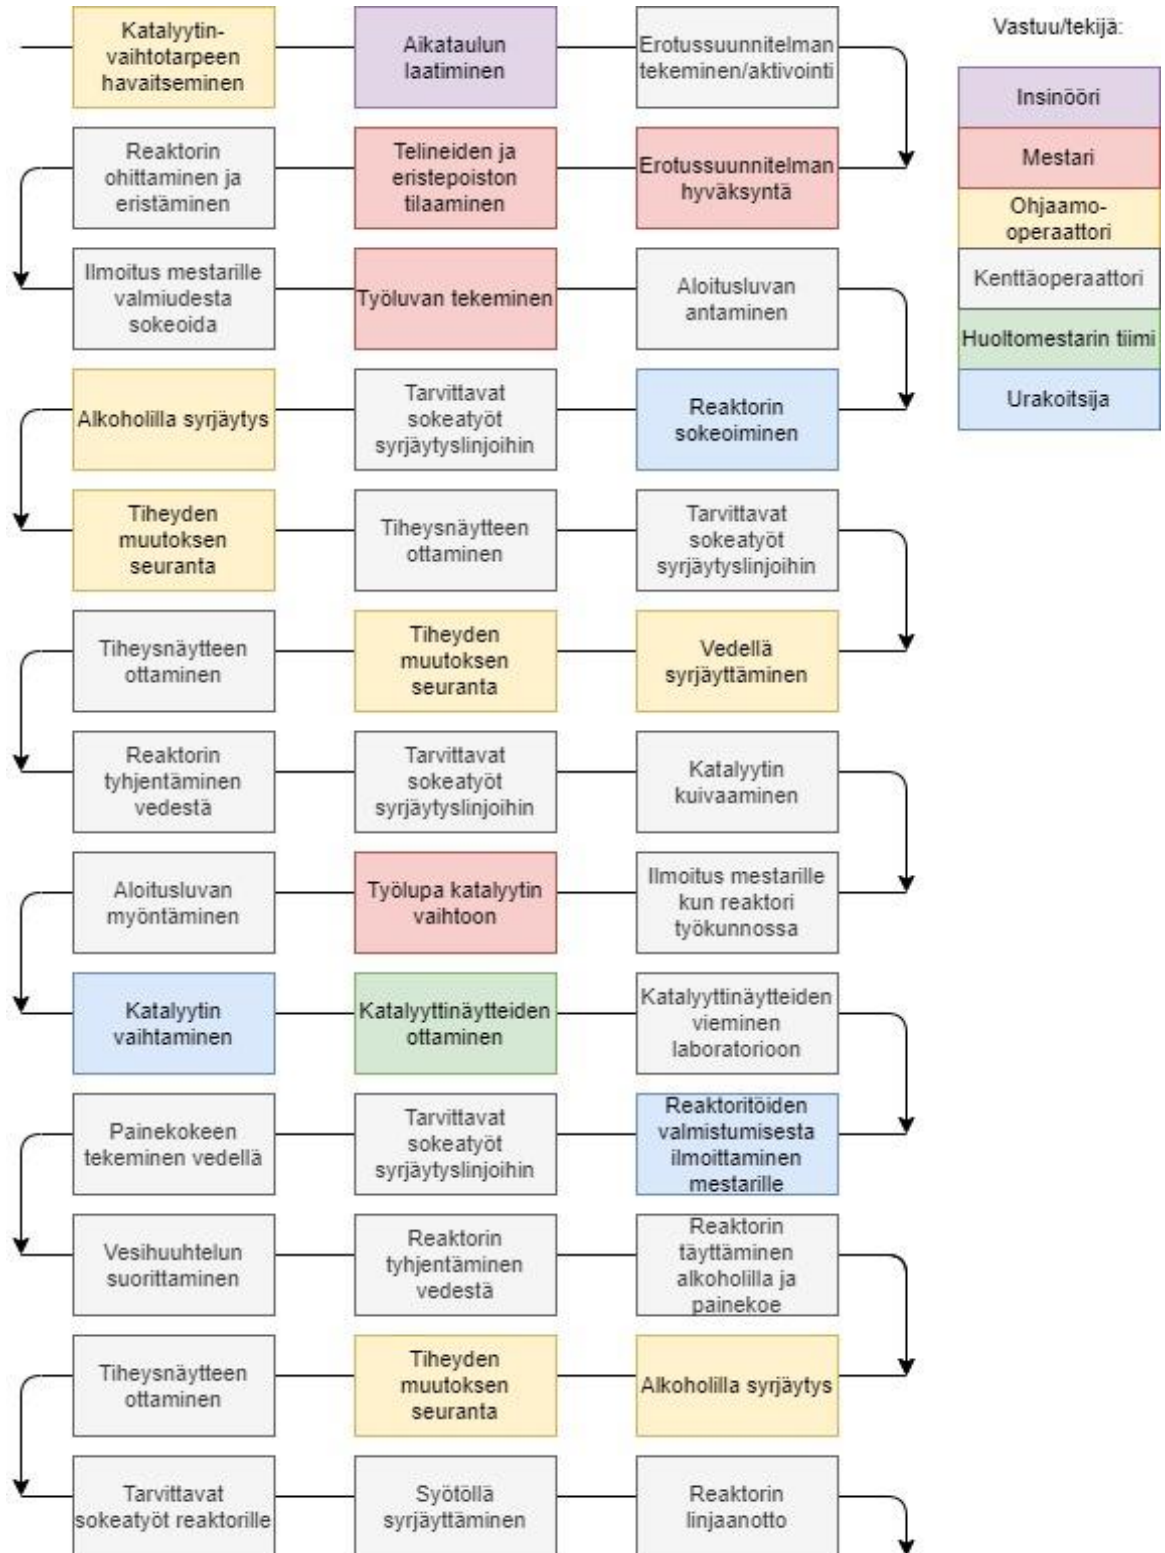 Katalyytin-
vaihtotarpeen
havaitseminen
Aikataulun
laatiminen
Erotussuunnitelman
tekeminen/aktivointi
Reaktorin
ohittaminen ja
eristäminen
Telineiden ja
eristepoiston
tilaaminen
Erotussuunnitelman
hyväksyntä
Ilmoitus mestarille
valmiudesta
sokeoida
Työluvan tekeminen
Aloitusluvan
antaminen
Alkoholilla syrjäytys
Tarvittavat
sokeatyöt
syrjäytyslinjoihin
Reaktorin
sokeoiminen
Tiheyden
muutoksen
seuranta
Tiheysnäytteen
ottaminen
Tarvittavat
sokeatyöt
syrjäytyslinjoihin
Tiheysnäytteen
ottaminen
Tiheyden
muutoksen
seuranta
Vedellä
syrjäyttäminen
Reaktorin
tyhjentäminen
vedestä
Tarvittavat
sokeatyöt
syrjäytyslinjoihin
Katalyytin
kuivaaminen
Aloitusluvan
myöntäminen
Työlupa katalyytin
vaihtoon
Ilmoitus mestarille
kun reaktori
työkunnossa
Katalyytin
vaihtaminen
Katalyyttinäytteiden
ottaminen
Katalyyttinäytteiden
vieminen
laboratorioon
Painekokeen
tekeminen vedellä
Tarvittavat
sokeatyöt
syrjäytyslinjoihin
Reaktoritöiden
valmistumisesta
ilmoittaminen
mestarille
Vesihuuhtelun
suorittaminen
Reaktorin
tyhjentäminen
vedestä
Reaktorin
täyttäminen
alkoholilla ja
painekoe
Tiheysnäytteen
ottaminen
Tiheyden
muutoksen
seuranta
Alkoholilla syrjäytys
Tarvittavat
sokeatyöt reaktorille
Syötöllä
syrjäyttäminen
Reaktorin
linjaanotto
Vastuu/tekijä:
Insinööri
Mestari
Ohjaamo-
operaattori
Kenttäoperaattori
Huoltomestarin tiimi
Urakoitsija